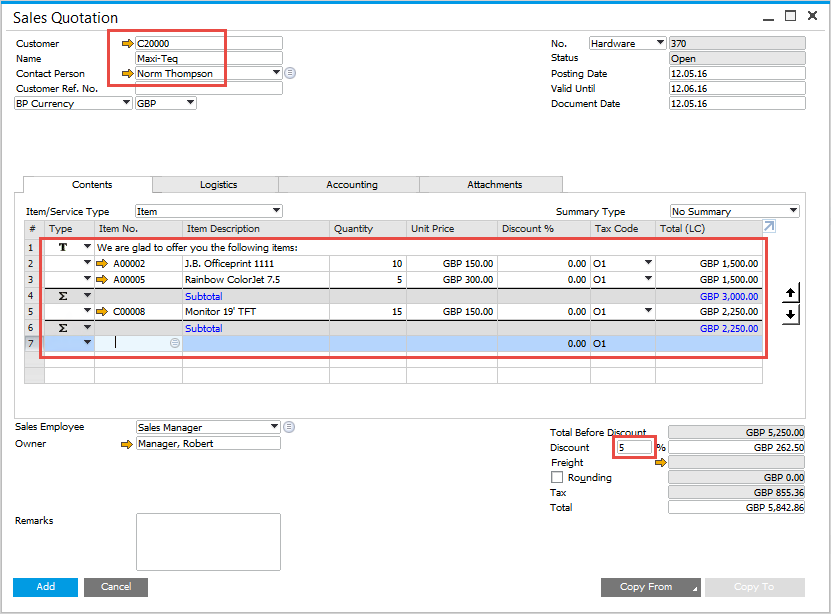 Sales Quotation
Customer C20000 No. Hardware 370
Name Maxi-Teq Status Open
Contact Person Norm Thompson Posting Date 12.05.16
Customer Ref. No. Valid Until 12.06.16
BP Currency GBP Document Date 12.05.16
Contents Logistics Accounting Attachments
Item/Service Type Item Summary Type No Summary
# Type Item No. Item Description Quantity Unit Price Discount % Tax Code Total (LC)
1 T We are glad to offer you the following items:
2 A00002 J.B. Officeprint 1111 10 GBP 150.00 0.00 O1 GBP 1,500.00
3 A00005 Rainbow ColorJet 7.5 5 GBP 300.00 0.00 O1 GBP 1,500.00
4 Σ Subtotal GBP 3,000.00
5 C00008 Monitor 19' TFT 15 GBP 150.00 0.00 O1 GBP 2,250.00
6 Σ Subtotal GBP 2,250.00
7 0.00 O1
Sales Employee Sales Manager Total Before Discount GBP 5,250.00
Owner Manager, Robert Discount 5 % GBP 262.50
Freight
Rounding GBP 0.00
Tax GBP 855.36
Total GBP 5,842.86
Remarks
Add Cancel Copy From Copy To